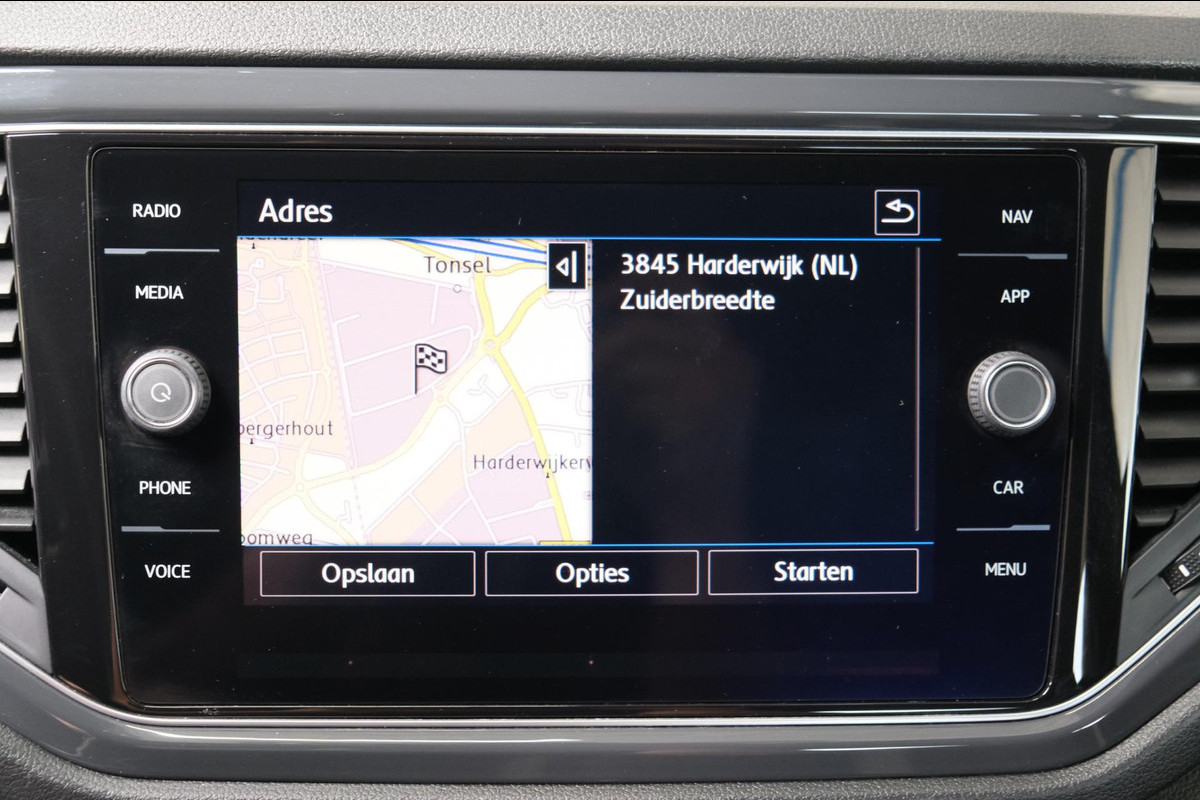 RADIO
MEDIA
PHONE
VOICE
Adres
Tonsel
bergerhout
Harderwijkerw
omweg
3845 Harderwijk (NL)
Zuiderbreedte
Opslaan
Opties
Starten
NAV
APP
CAR
MENU